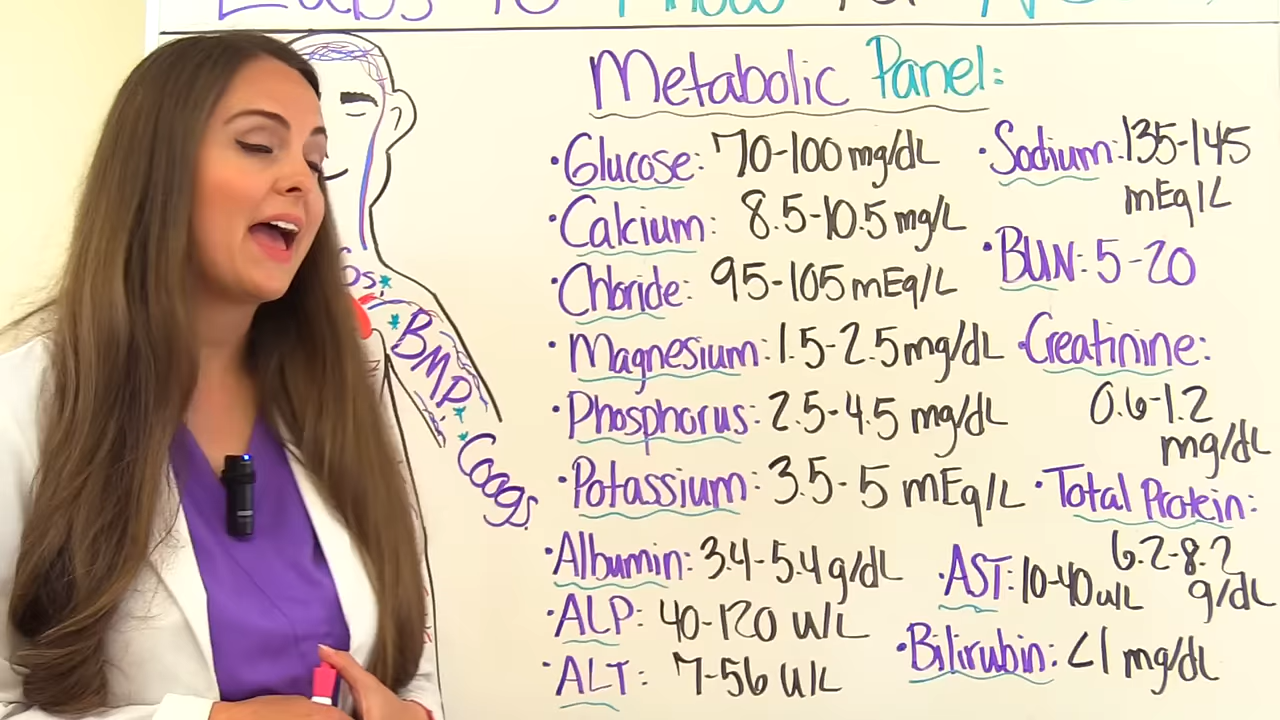 Labs to Know for
Metabolic Panel:
•Glucose: 70-100 mg/dL
•Calcium: 8.5-10.5 mg/L
•Chloride: 95-105 mEq/L
•Magnesium: 1.5-2.5 mg/dL
•Phosphorus: 2.5-4.5 mg/dL
•Potassium: 3.5-5 mEq/L
•Albumin: 3.4-5.4 g/dL
•ALP: 40-120 u/L
•ALT: 7-56 u/L
•Sodium: 135-145
mEq/L
•BUN: 5-20
•Creatinine:
0.6-1.2
mg/dL
•Total Protein:
6.2-8.2
g/dL
•AST: 10-40 u/L
•Bilirubin: <1 mg/dL
BMP
Coags